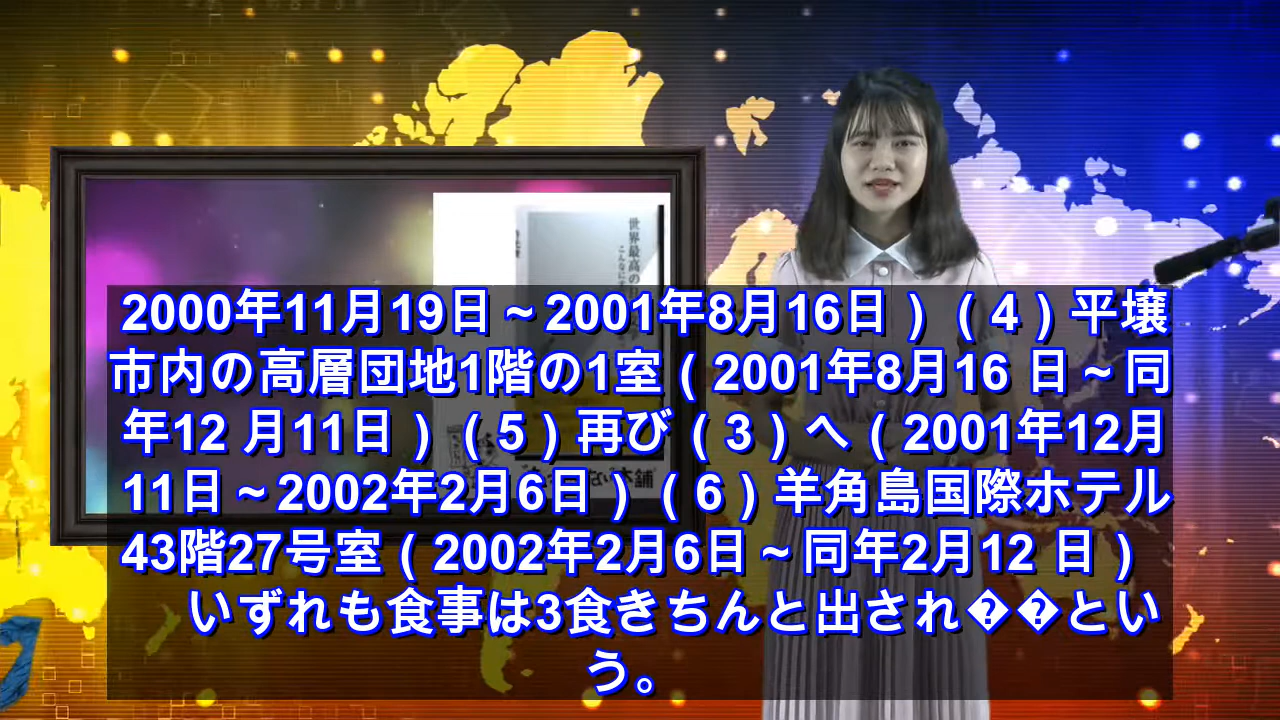 世界最高の
2000年11月19日～2001年8月16日）（4）平壌
市内の高層団地1階の1室（2001年8月16 日～同
年12 月11日）（5）再び（3）へ（2001年12月
11日～2002年2月6日）（6）羊角島国際ホテル
43階27号室（2002年2月6日～同年2月12 日）
いずれも食事は3食きちんと出され��とい
う。